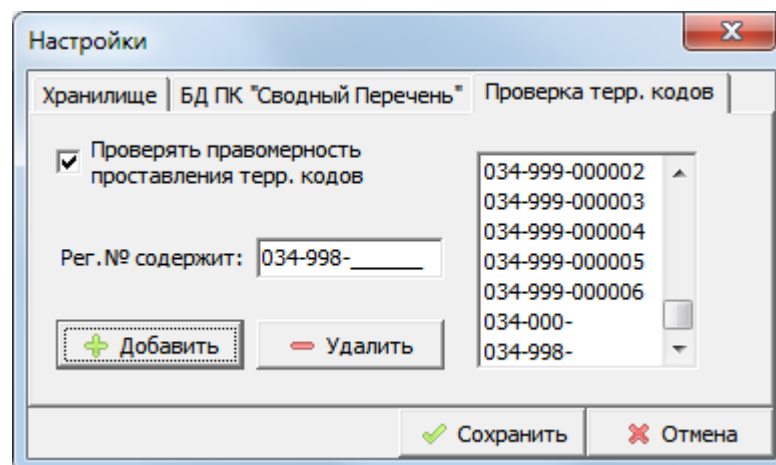 Настройки
Хранилище
БД ПК "Сводный Перечень"
Проверка терр. кодов
Проверять правомерность
проставления терр. кодов
Рег.№ содержит:
034-998-______
Добавить
Удалить
034-999-000002
034-999-000003
034-999-000004
034-999-000005
034-999-000006
034-000-
034-998-
Сохранить
Отмена